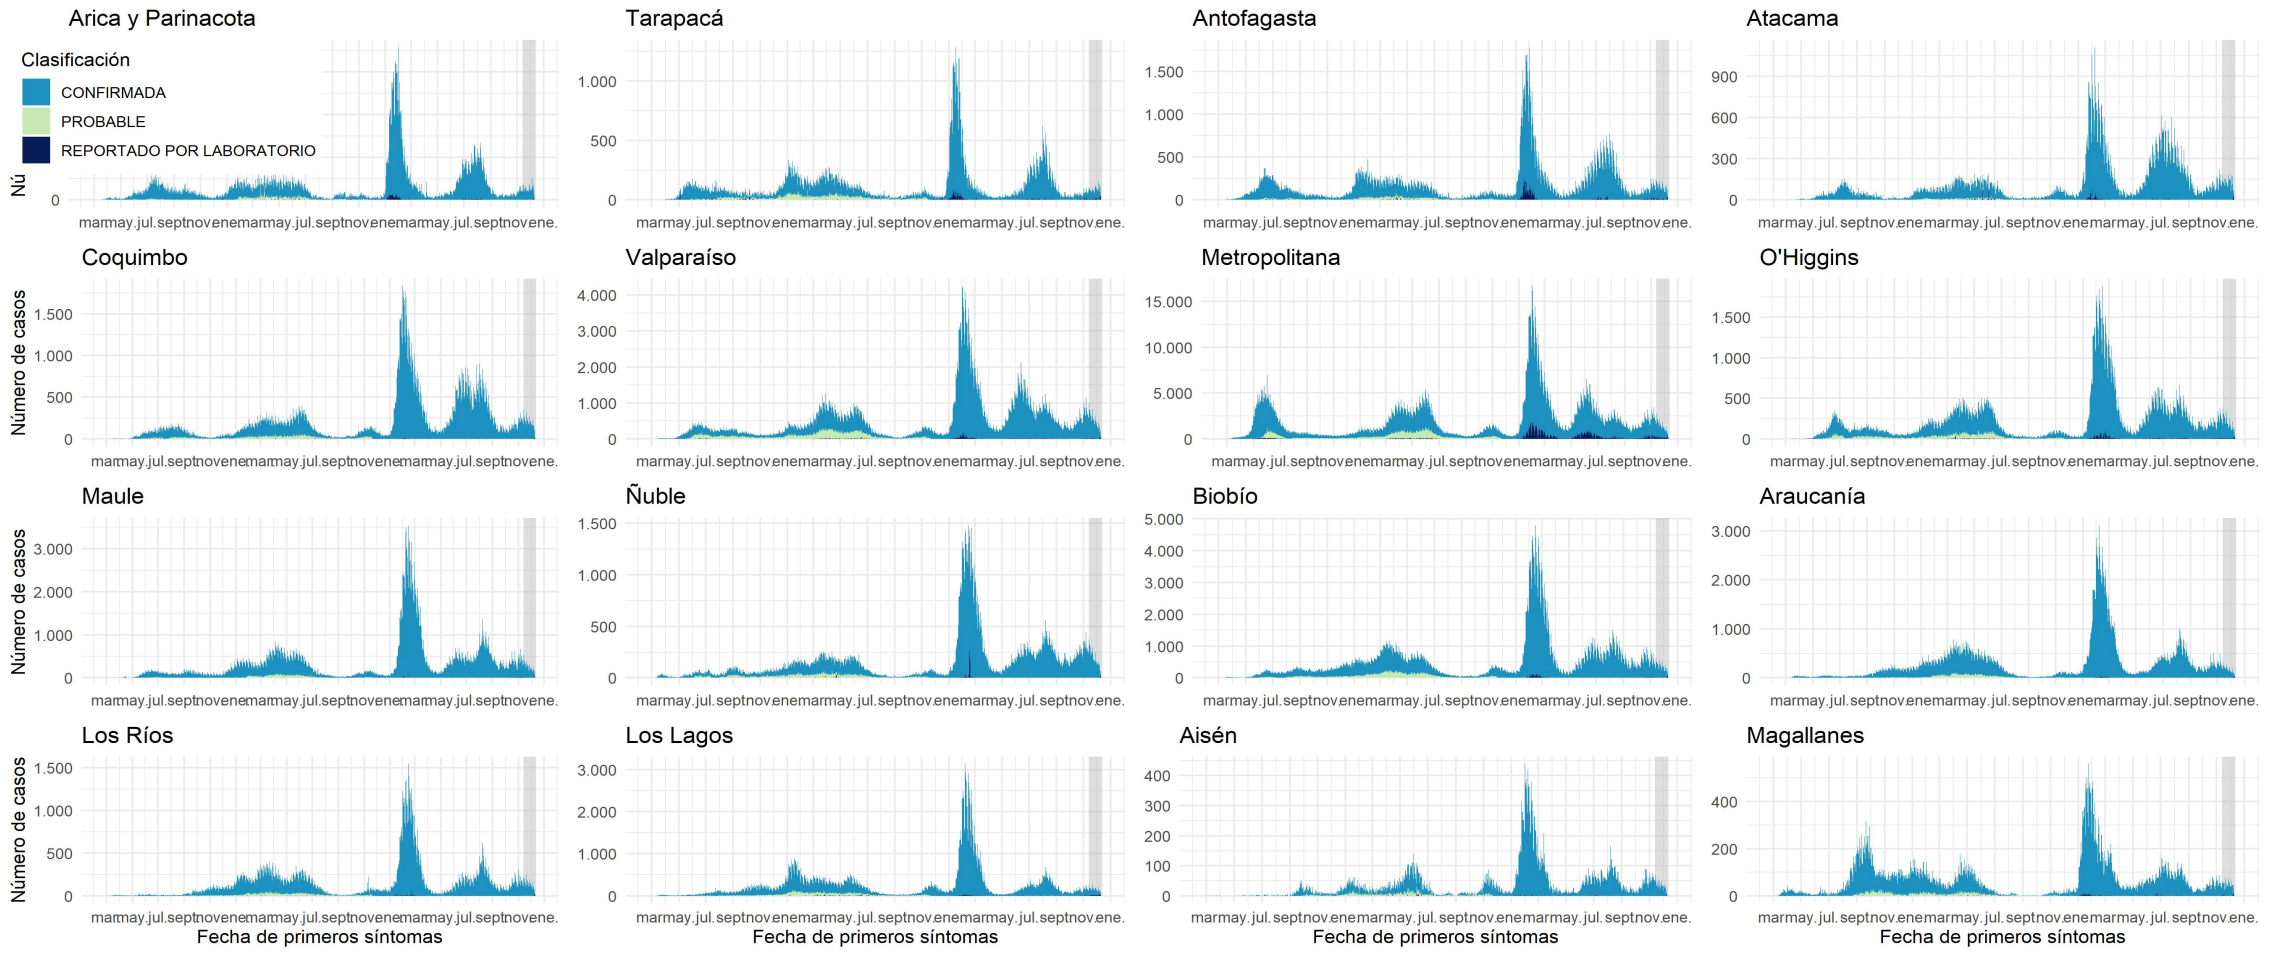 Arica y Parinacota
Clasificación
CONFIRMADA
PROBABLE
REPORTADO POR LABORATORIO
Nú
0
marmay.jul.septnovenemarmay.jul.septnovenemarmay.jul.septnovene.
Tarapacá
1.000
500
0
marmay.jul.septnovenemarmay.jul.septnovenemarmay.jul.septnovene.
Antofagasta
1.500
1.000
500
0
marmay.jul.septnovenemarmay.jul.septnovenemarmay.jul.septnovene.
Atacama
900
600
300
0
marmay.jul.septnovenemarmay.jul.septnovenemarmay.jul.septnovene.
Coquimbo
Número de casos
1.500
1.000
500
0
marmay.jul.septnovenemarmay.jul.septnovenemarmay.jul.septnovene.
Valparaíso
4.000
3.000
2.000
1.000
0
marmay.jul.septnovenemarmay.jul.septnovenemarmay.jul.septnovene.
Metropolitana
15.000
10.000
5.000
0
marmay.jul.septnovenemarmay.jul.septnovenemarmay.jul.septnovene.
O'Higgins
1.500
1.000
500
0
marmay.jul.septnovenemarmay.jul.septnovenemarmay.jul.septnovene.
Maule
Número de casos
3.000
2.000
1.000
0
marmay.jul.septnovenemarmay.jul.septnovenemarmay.jul.septnovene.
Ñuble
1.500
1.000
500
0
marmay.jul.septnovenemarmay.jul.septnovenemarmay.jul.septnovene.
Biobío
5.000
4.000
3.000
2.000
1.000
0
marmay.jul.septnovenemarmay.jul.septnovenemarmay.jul.septnovene.
Araucanía
3.000
2.000
1.000
0
marmay.jul.septnovenemarmay.jul.septnovenemarmay.jul.septnovene.
Los Ríos
Número de casos
1.500
1.000
500
0
marmay.jul.septnovenemarmay.jul.septnovenemarmay.jul.septnovene.
Fecha de primeros síntomas
Los Lagos
3.000
2.000
1.000
0
marmay.jul.septnovenemarmay.jul.septnovenemarmay.jul.septnovene.
Fecha de primeros síntomas
Aisén
400
300
200
100
0
marmay.jul.septnovenemarmay.jul.septnovenemarmay.jul.septnovene.
Fecha de primeros síntomas
Magallanes
400
200
0
marmay.jul.septnovenemarmay.jul.septnovenemarmay.jul.septnovene.
Fecha de primeros síntomas